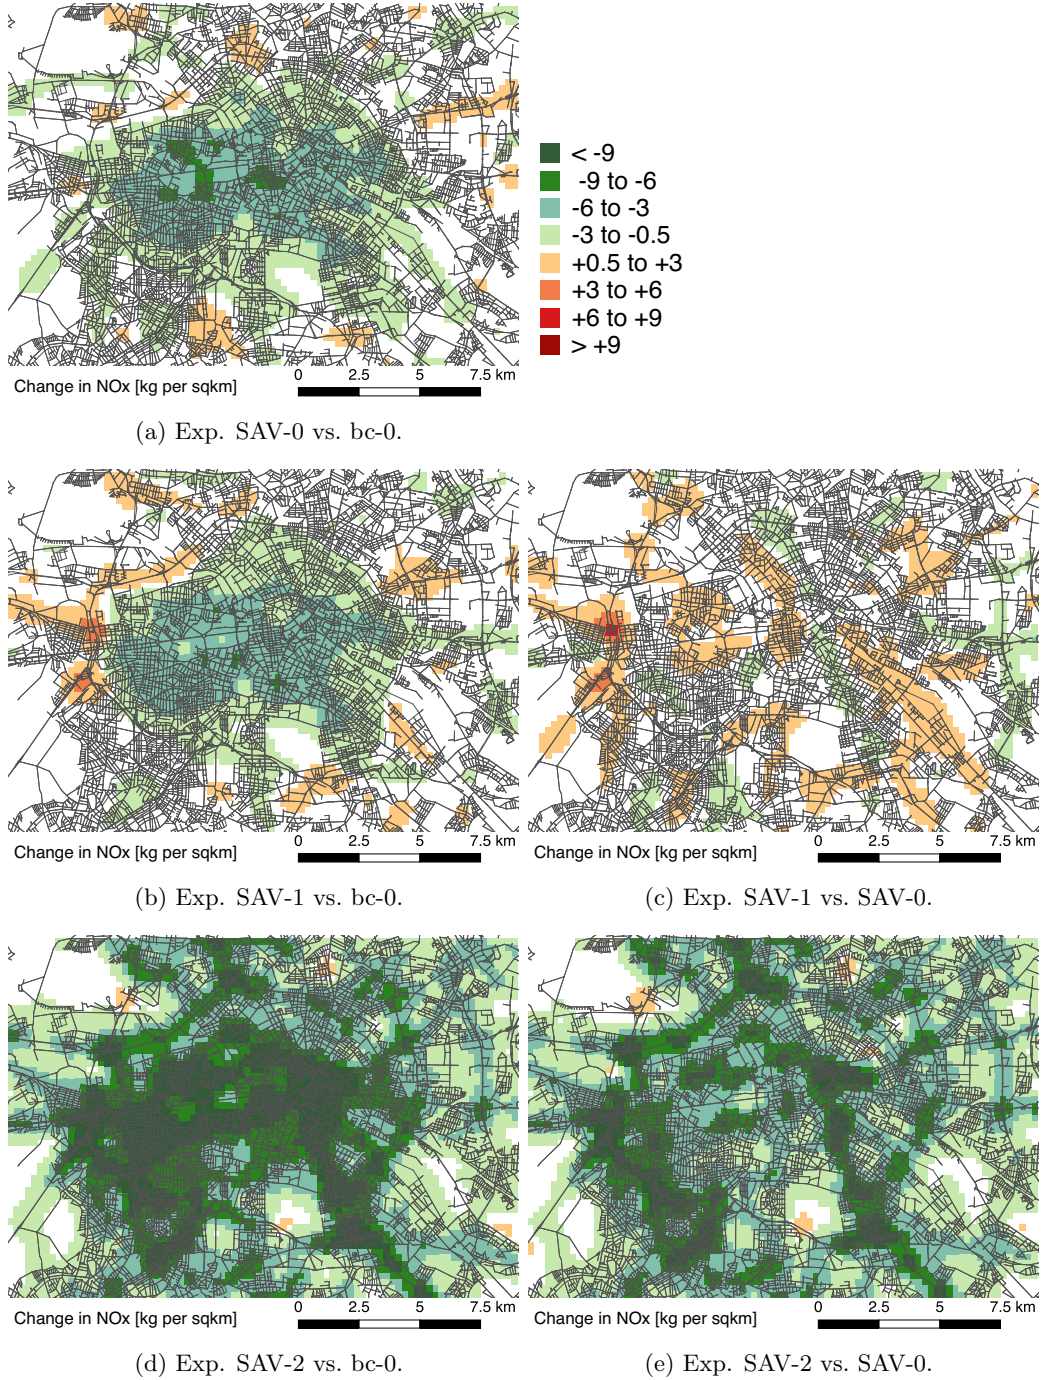 < -9
-9 to -6
-6 to -3
-3 to -0.5
+0.5 to +3
+3 to +6
+6 to +9
> +9
Change in NOx [kg per sqkm]
0 2.5 5 7.5 km
(a) Exp. SAV-0 vs. bc-0.
Change in NOx [kg per sqkm]
0 2.5 5 7.5 km
Change in NOx [kg per sqkm]
0 2.5 5 7.5 km
(b) Exp. SAV-1 vs. bc-0.
(c) Exp. SAV-1 vs. SAV-0.
Change in NOx [kg per sqkm]
0 2.5 5 7.5 km
Change in NOx [kg per sqkm]
0 2.5 5 7.5 km
(d) Exp. SAV-2 vs. bc-0.
(e) Exp. SAV-2 vs. SAV-0.